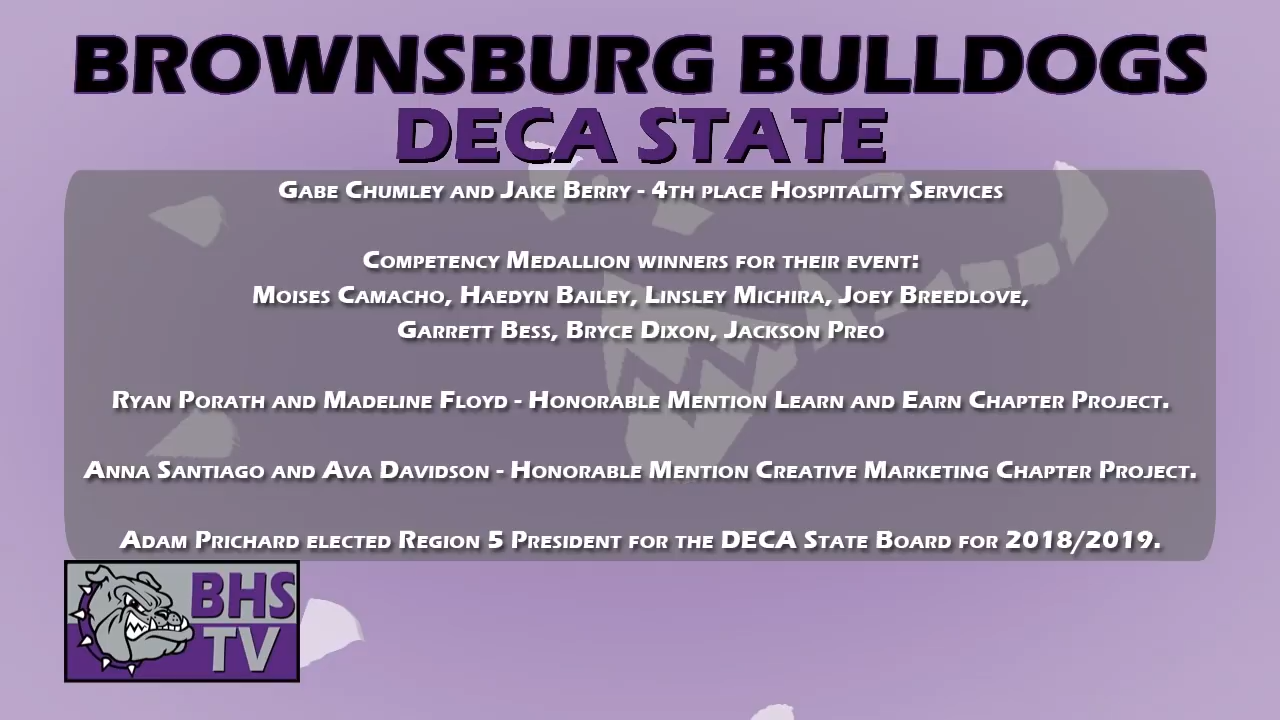 BROWNSBURG BULLDOGS
DECA STATE
Gabe Chumley and Jake Berry - 4th place Hospitality Services
Competency Medallion winners for their event:
Moises Camacho, Haedyn Bailey, Linsley Michira, Joey Breedlove,
Garrett Bess, Bryce Dixon, Jackson Preo
Ryan Porath and Madeline Floyd - Honorable Mention Learn and Earn Chapter Project.
Anna Santiago and Ava Davidson - Honorable Mention Creative Marketing Chapter Project.
Adam Prichard elected Region 5 President for the DECA State Board for 2018/2019.
BHS
TV